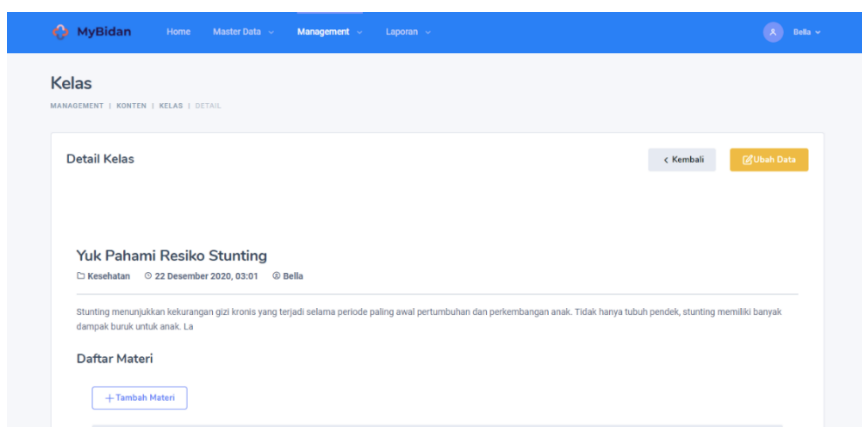 MyBidan Home Master Data Management Laporan Bella
Kelas
MANAGEMENT | KONTEN | KELAS | DETAIL
Detail Kelas < Kembali Ubah Data
Yuk Pahami Resiko Stunting
Kesehatan 22 Desember 2020, 03:01 Bella
Stunting menunjukkan kekurangan gizi kronis yang terjadi selama periode paling awal pertumbuhan dan perkembangan anak. Tidak hanya tubuh pendek, stunting memiliki banyak
dampak buruk untuk anak. La
Daftar Materi
+ Tambah Materi